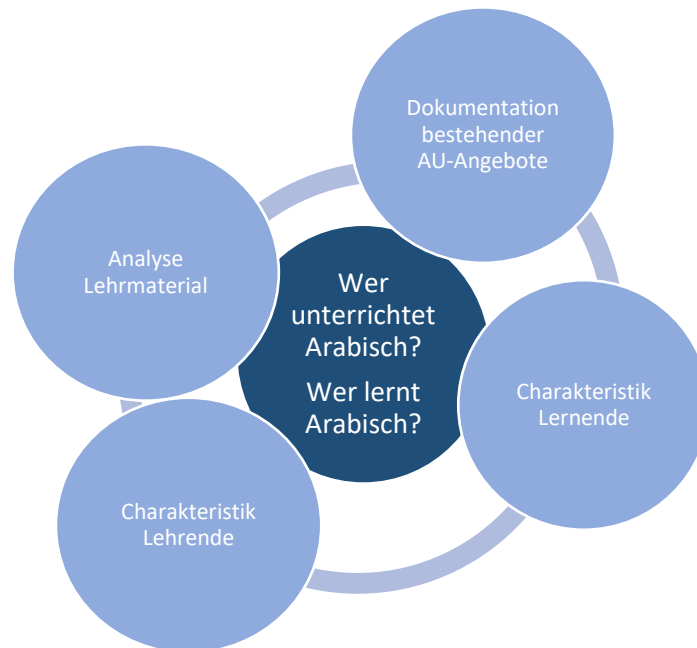 Dokumentation
bestehender
AU-Angebote
Analyse
Lehrmaterial
Wer
unterrichtet
Arabisch?
Wer lernt
Arabisch?
Charakteristik
Lernende
Charakteristik
Lehrende